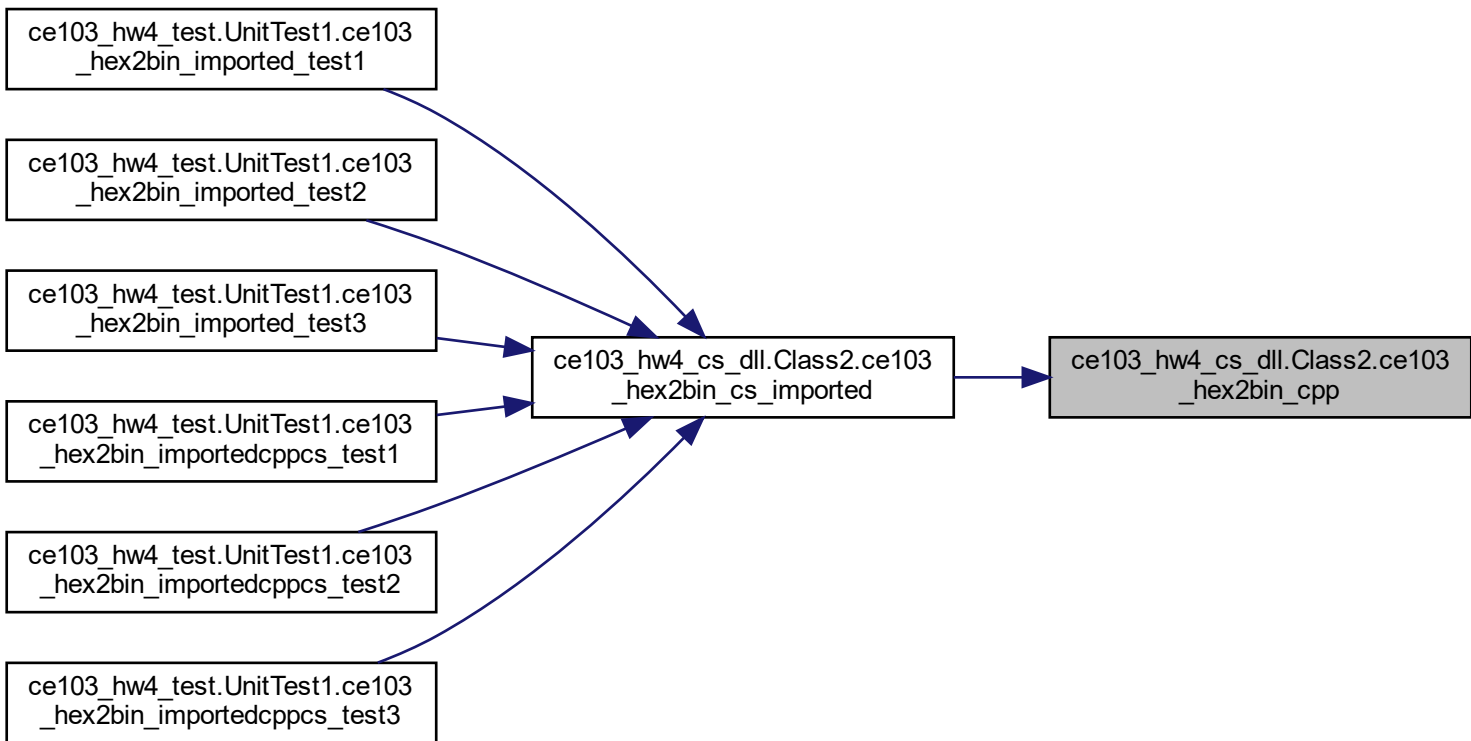 ce103_hw4_test.UnitTest1.ce103
_hex2bin_imported_test1
ce103_hw4_test.UnitTest1.ce103
_hex2bin_imported_test2
ce103_hw4_test.UnitTest1.ce103
_hex2bin_imported_test3
ce103_hw4_cs_dll.Class2.ce103
_hex2bin_cs_imported
ce103_hw4_cs_dll.Class2.ce103
_hex2bin_cpp
ce103_hw4_test.UnitTest1.ce103
_hex2bin_importedcppcs_test1
ce103_hw4_test.UnitTest1.ce103
_hex2bin_importedcppcs_test2
ce103_hw4_test.UnitTest1.ce103
_hex2bin_importedcppcs_test3